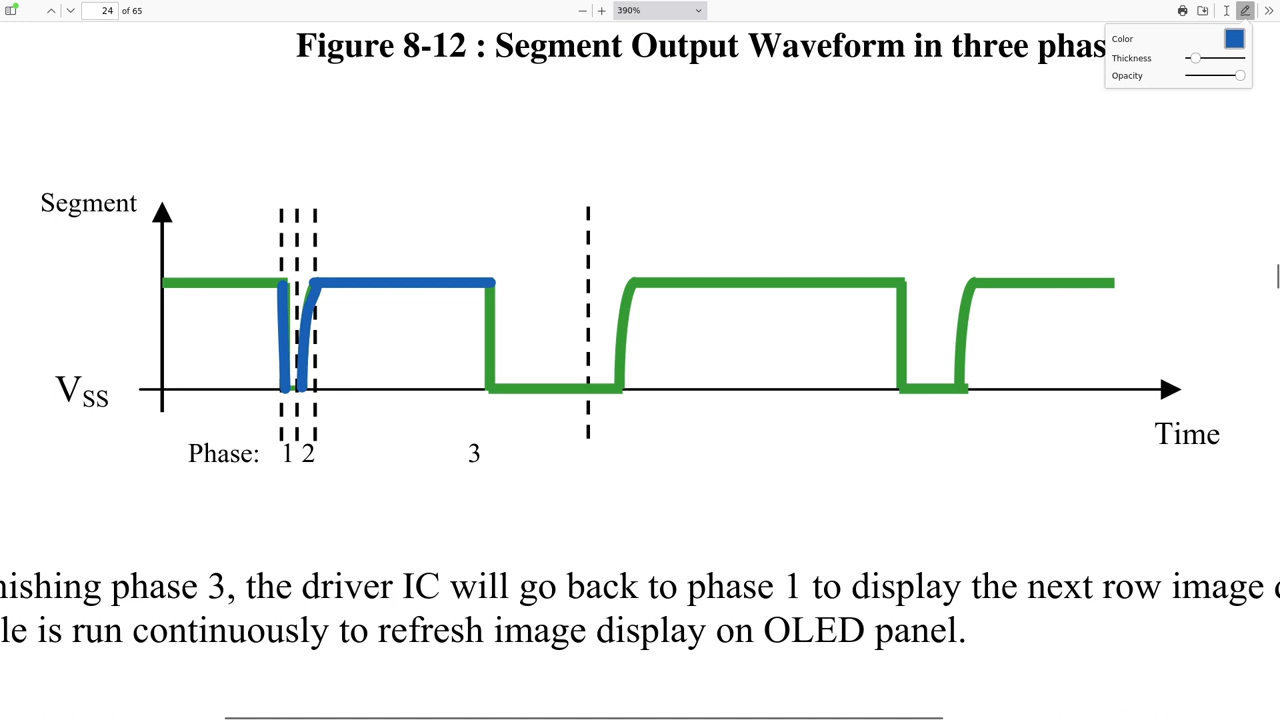 24 of 65
390%
Figure 8-12 : Segment Output Waveform in three phas
Color
Thickness
Opacity
Segment
VSS
Time
Phase: 1 2 3
nishing phase 3, the driver IC will go back to phase 1 to display the next row image d
le is run continuously to refresh image display on OLED panel.